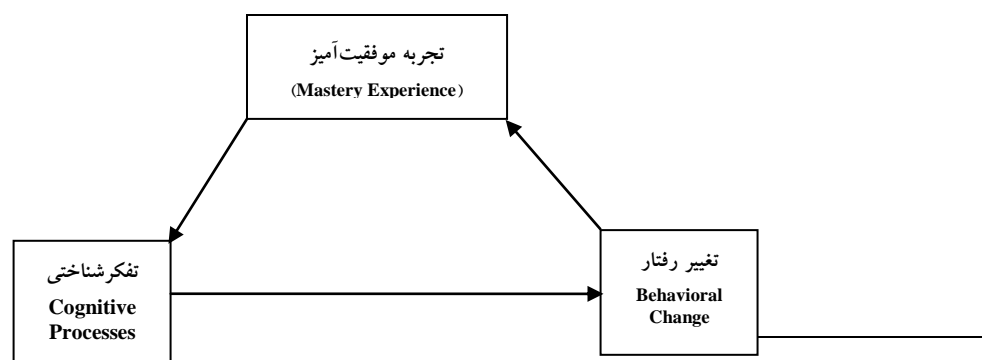 تجربه موفقیت‌آمیز
(Mastery Experience)
تفکرشناختی
Cognitive
Processes
تغییر رفتار
Behavioral
Change